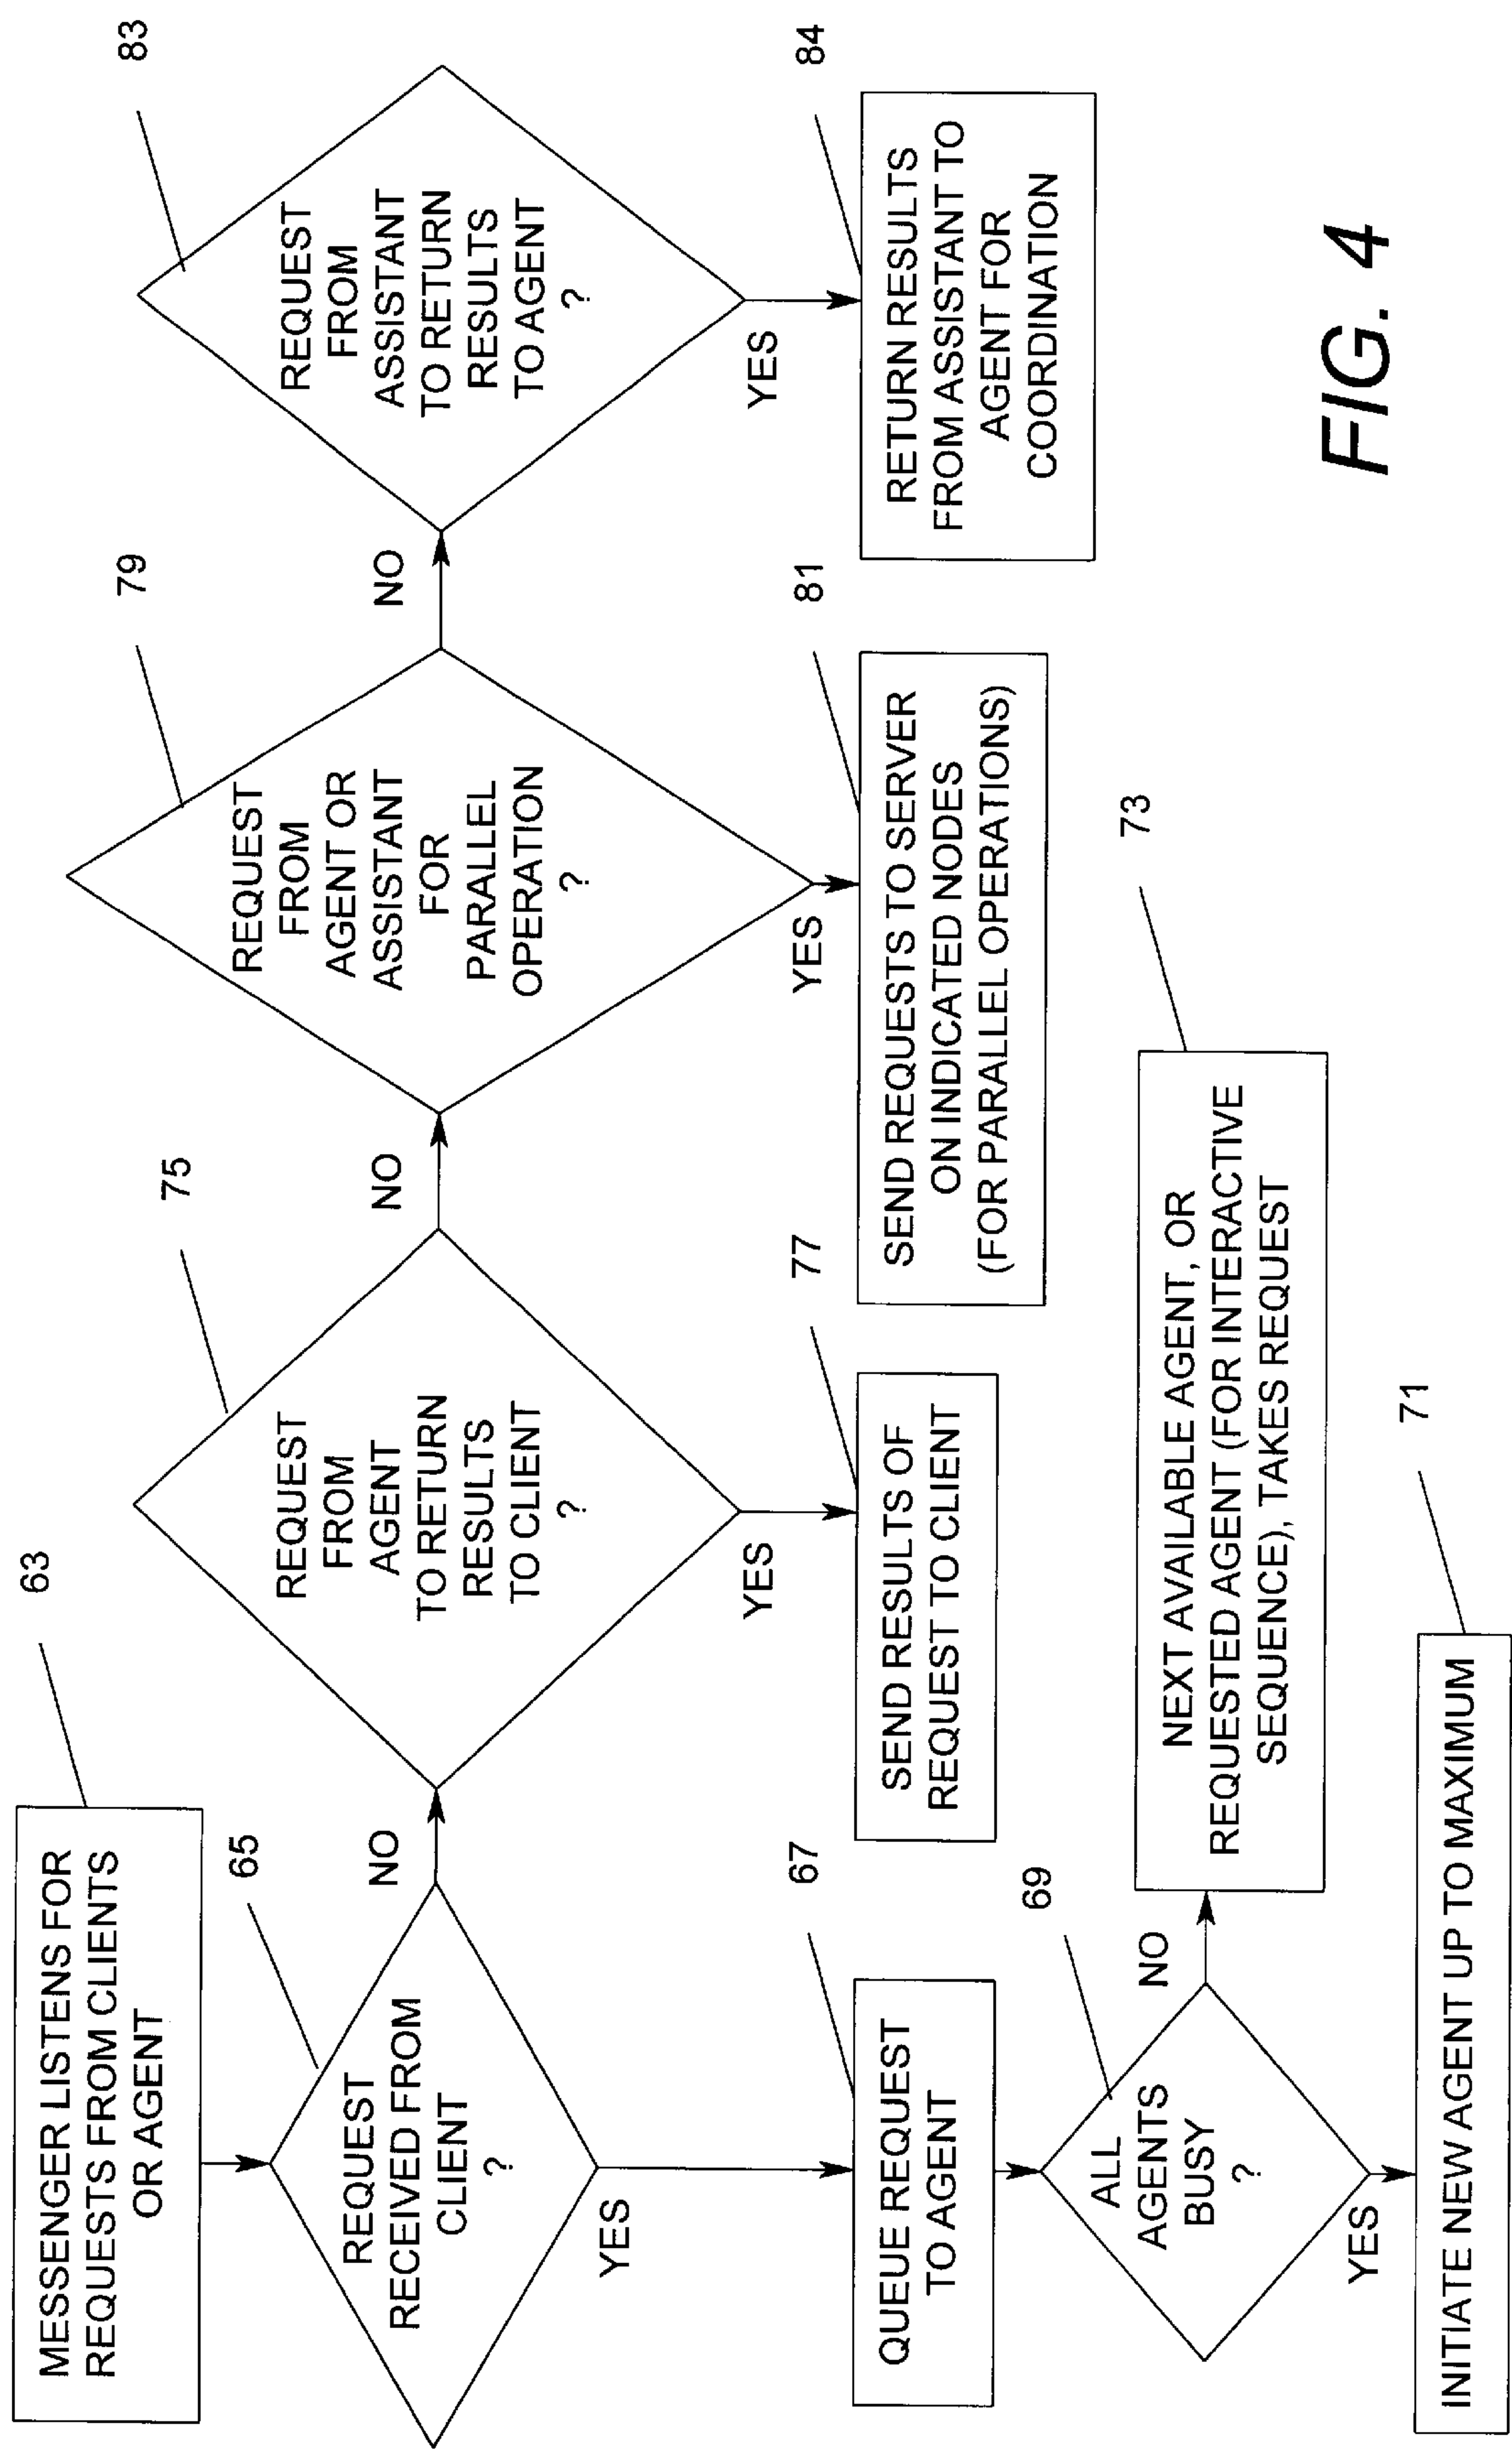 63
MESSENGER LISTENS FOR
REQUESTS FROM CLIENTS
OR AGENT
65
REQUEST
RECEIVED FROM
CLIENT
?
NO
YES
75
REQUEST
FROM
AGENT
TO RETURN
RESULTS
TO CLIENT
?
NO
YES
79
REQUEST
FROM
AGENT OR
ASSISTANT
FOR
PARALLEL
OPERATION
?
NO
YES
83
REQUEST
FROM
ASSISTANT
TO RETURN
RESULTS
TO AGENT
?
YES
67
QUEUE REQUEST
TO AGENT
77
SEND RESULTS OF
REQUEST TO CLIENT
81
SEND REQUESTS TO SERVER
ON INDICATED NODES
(FOR PARALLEL OPERATIONS)
84
RETURN RESULTS
FROM ASSISTANT TO
AGENT FOR
COORDINATION
69
ALL
AGENTS
BUSY
?
NO
YES
73
NEXT AVAILABLE AGENT, OR
REQUESTED AGENT (FOR INTERACTIVE
SEQUENCE), TAKES REQUEST
71
INITIATE NEW AGENT UP TO MAXIMUM
FIG. 4